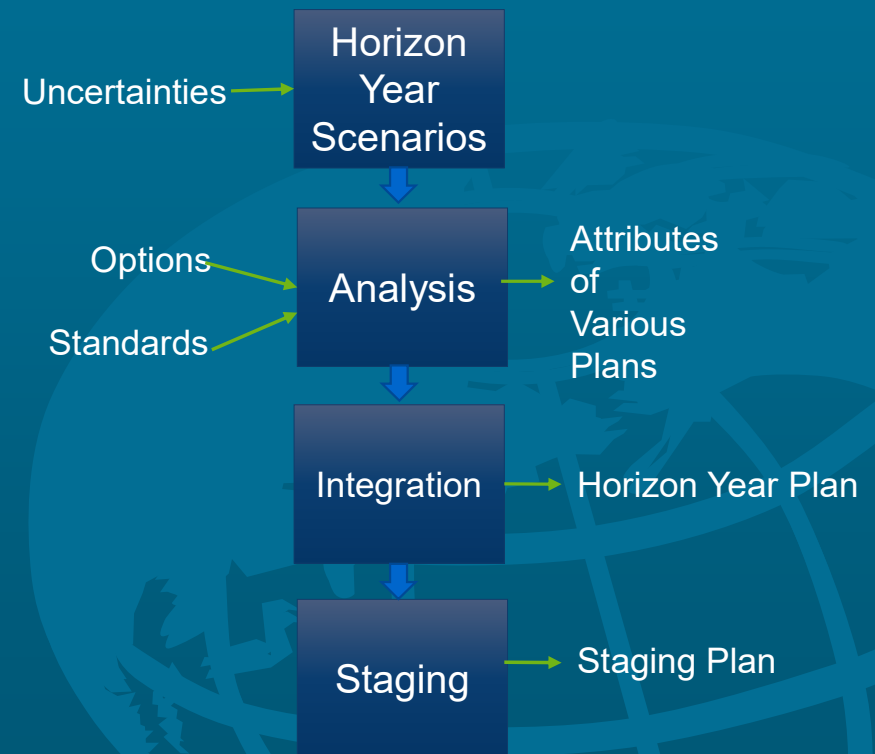 Horizon
Year
Scenarios
Uncertainties
Options
Standards
Analysis
Attributes
of
Various
Plans
Integration
Horizon Year Plan
Staging
Staging Plan